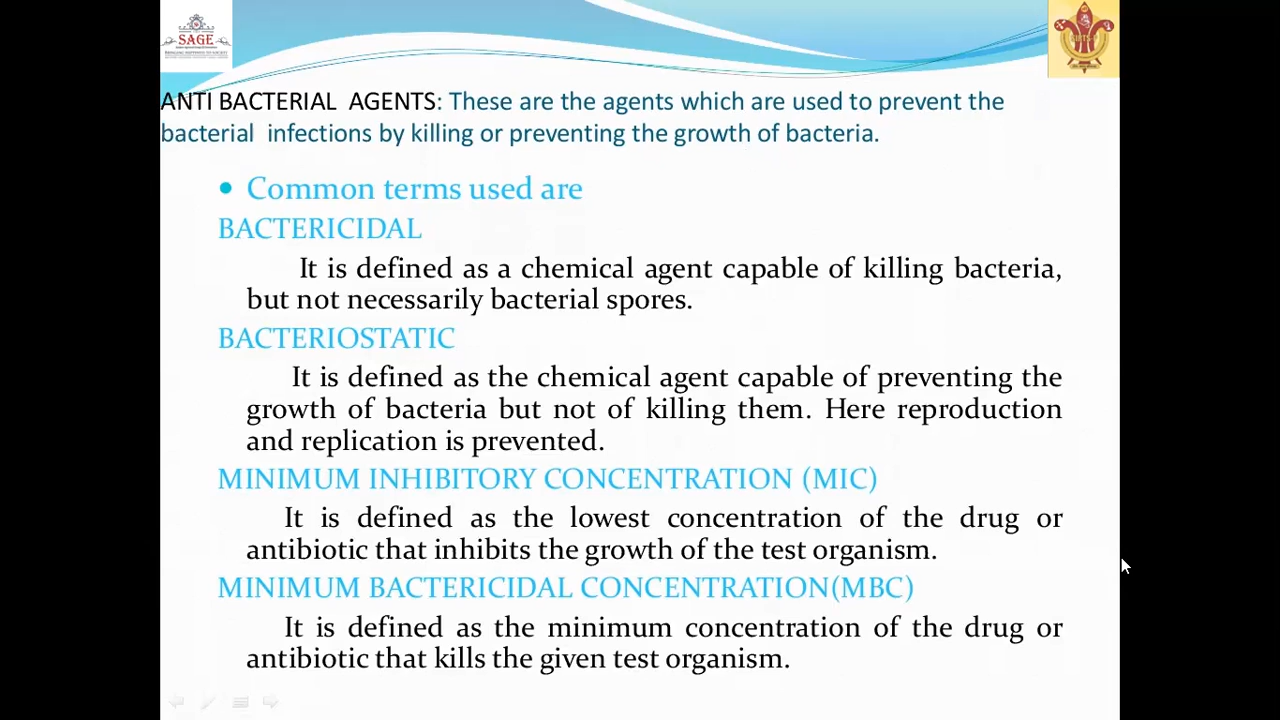 SAGE
ANTI BACTERIAL AGENTS: These are the agents which are used to prevent the
bacterial infections by killing or preventing the growth of bacteria.
• Common terms used are
BACTERICIDAL
It is defined as a chemical agent capable of killing bacteria,
but not necessarily bacterial spores.
BACTERIOSTATIC
It is defined as the chemical agent capable of preventing the
growth of bacteria but not of killing them. Here reproduction
and replication is prevented.
MINIMUM INHIBITORY CONCENTRATION (MIC)
It is defined as the lowest concentration of the drug or
antibiotic that inhibits the growth of the test organism.
MINIMUM BACTERICIDAL CONCENTRATION(MBC)
It is defined as the minimum concentration of the drug or
antibiotic that kills the given test organism.